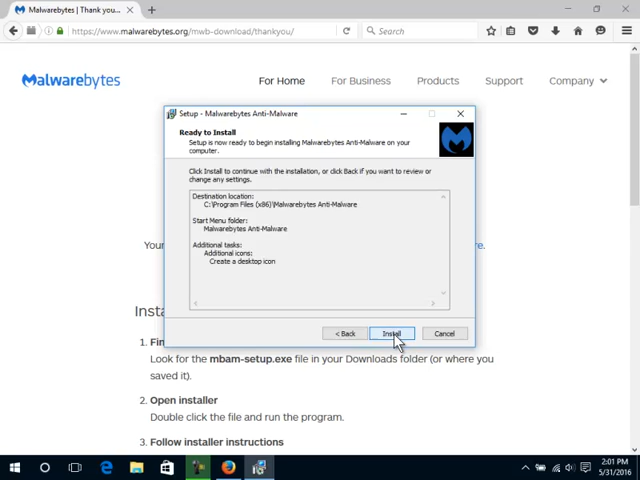 Malwarebytes | Thank you...
https://www.malwarebytes.org/mwb-download/thankyou/
Search
Malwarebytes
For Home
For Business
Products
Support
Company
Setup - Malwarebytes Anti-Malware
Ready to Install
Setup is now ready to begin installing Malwarebytes Anti-Malware on your
computer.
Click Install to continue with the installation, or click Back if you want to review or
change any settings.
Destination location:
C:\Program Files (x86)\Malwarebytes Anti-Malware
Start Menu folder:
Malwarebytes Anti-Malware
Additional tasks:
Additional icons:
Create a desktop icon
< Back
Install
Cancel
1.
Look for the mbam-setup.exe file in your Downloads folder (or where you
saved it).
2. Open installer
Double click the file and run the program.
3. Follow installer instructions
2:01 PM
5/31/2016